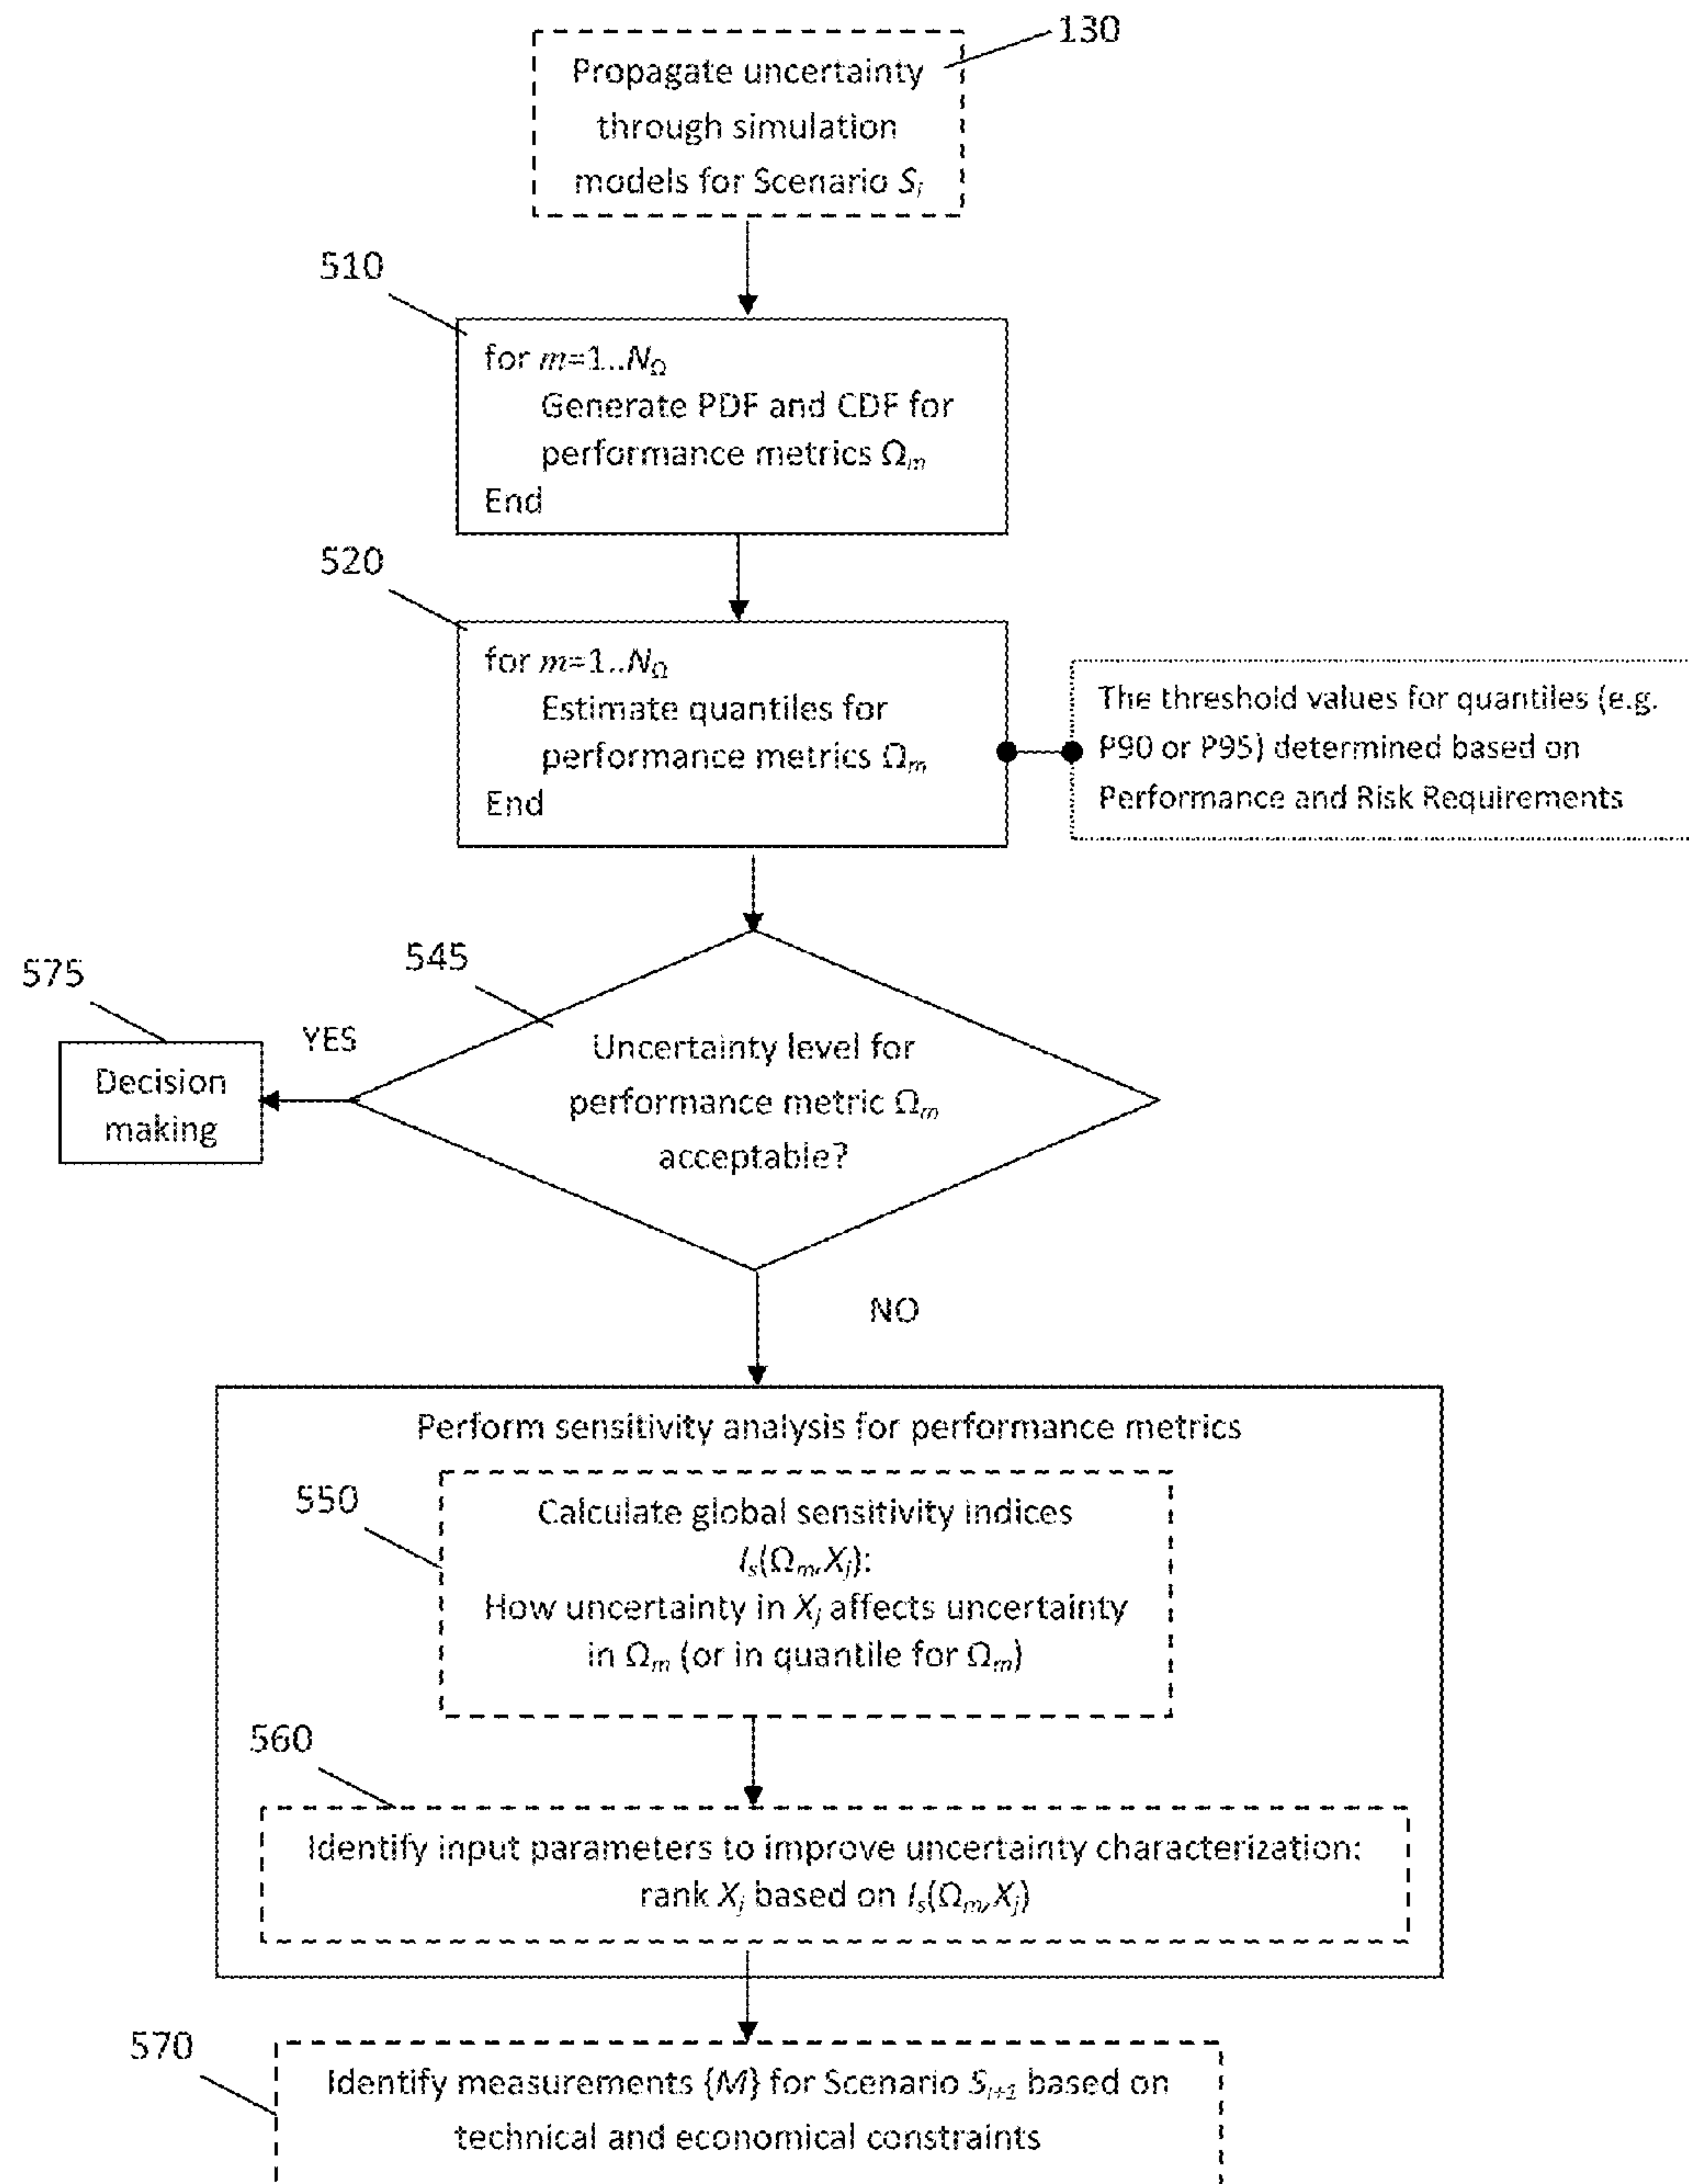 130
Propagate uncertainty
through simulation
models for Scenario Sᵢ
510
for m=1..N_Ω
Generate PDF and CDF for
performance metrics Ωₘ
End
520
for m=1..N_Ω
Estimate quantiles for
performance metrics Ωₘ
End
The threshold values for quantiles (e.g.
P90 or P95) determined based on
Performance and Risk Requirements
545
575
YES
Decision
making
Uncertainty level for
performance metric Ωₘ
acceptable?
NO
Perform sensitivity analysis for performance metrics
550
Calculate global sensitivity indices
Iₛ(Ωₘ,Xⱼ):
How uncertainty in Xⱼ affects uncertainty
in Ωₘ (or in quantile for Ωₘ)
560
Identify input parameters to improve uncertainty characterization:
rank Xⱼ based on Iₛ(Ωₘ,Xⱼ)
570
Identify measurements {M} for Scenario Sᵢ₊₁ based on
technical and economical constraints